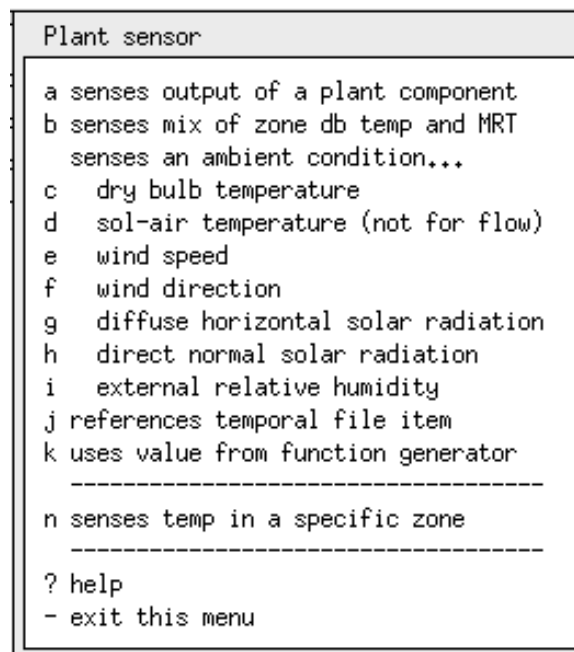 Plant sensor
a senses output of a plant component
b senses mix of zone db temp and MRT
senses an ambient condition...
c dry bulb temperature
d sol-air temperature (not for flow)
e wind speed
f wind direction
g diffuse horizontal solar radiation
h direct normal solar radiation
i external relative humidity
j references temporal file item
k uses value from function generator
------------------------------------
n senses temp in a specific zone
------------------------------------
? help
- exit this menu